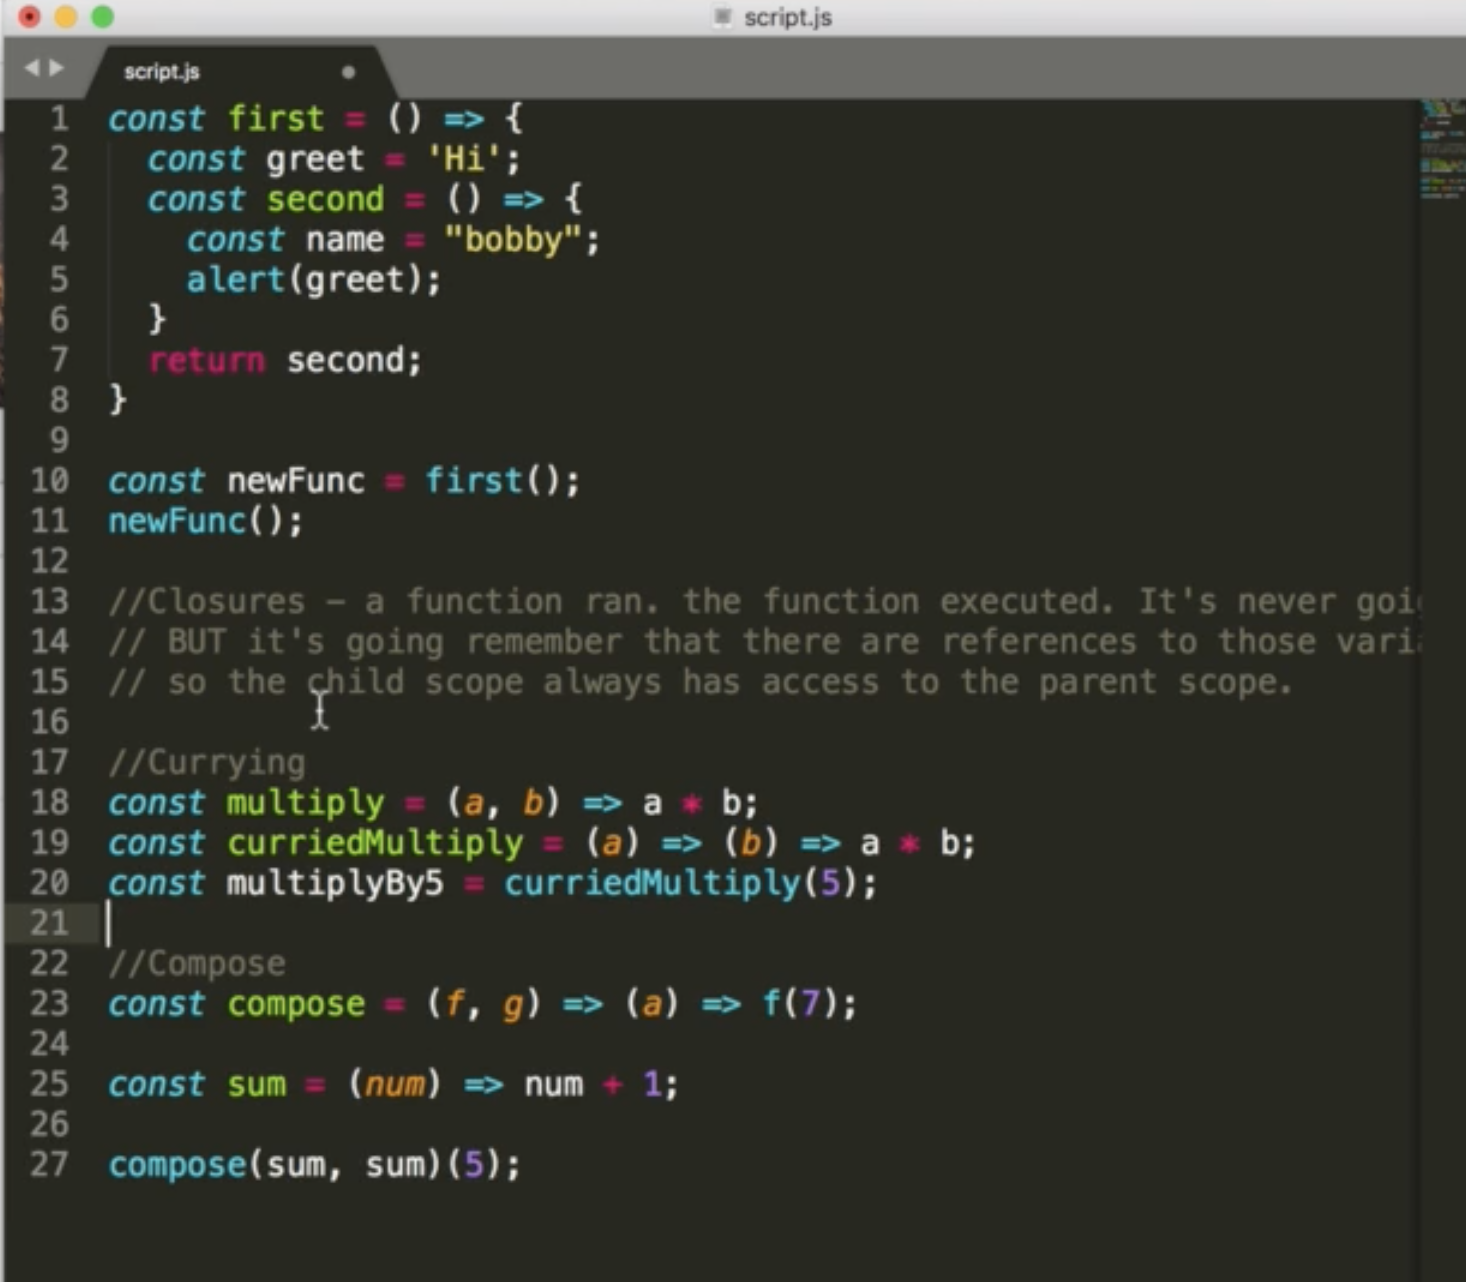 script.js
script.js
1 const first = () => {
2   const greet = 'Hi';
3   const second = () => {
4     const name = "bobby";
5     alert(greet);
6   }
7   return second;
8 }
9
10 const newFunc = first();
11 newFunc();
12
13 //Closures – a function ran. the function executed. It's never
14 // BUT it's going remember that there are references to those
15 // so the child scope always has access to the parent scope.
16
17 //Currying
18 const multiply = (a, b) => a * b;
19 const curriedMultiply = (a) => (b) => a * b;
20 const multiplyBy5 = curriedMultiply(5);
21
22 //Compose
23 const compose = (f, g) => (a) => f(7);
24
25 const sum = (num) => num + 1;
26
27 compose(sum, sum)(5);